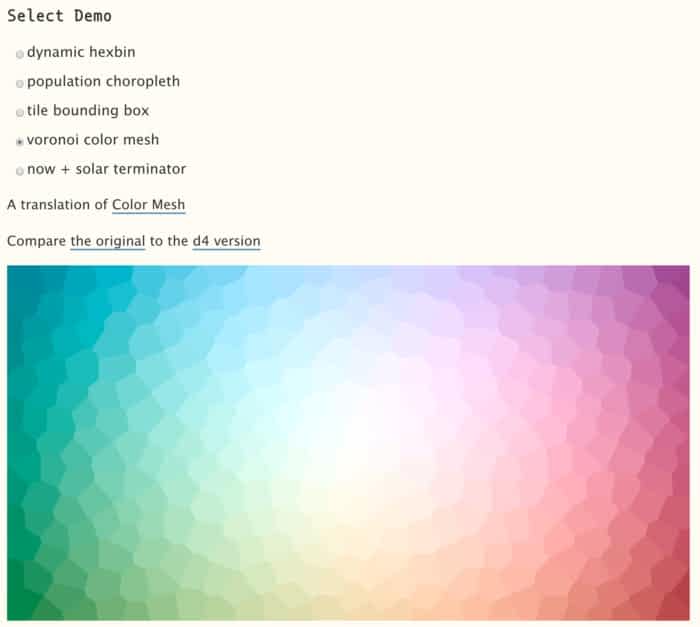 Select Demo
dynamic hexbin
population choropleth
tile bounding box
voronoi color mesh
now + solar terminator
A translation of Color Mesh
Compare the original to the d4 version